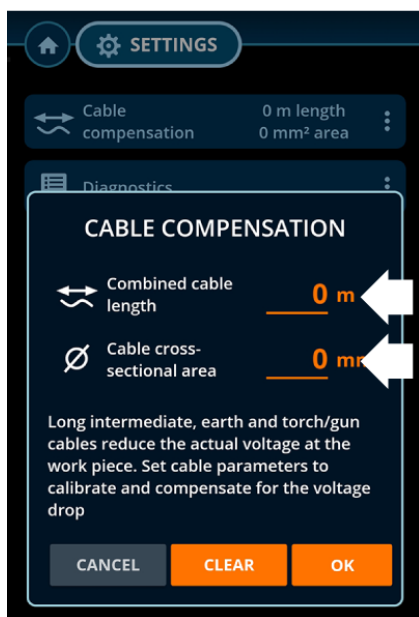 SETTINGS
Cable
compensation
0 m length
0 mm² area
Diagnostics
CABLE COMPENSATION
Combined cable
length
0 m
Cable cross-
sectional area
0
Long intermediate, earth and torch/gun
cables reduce the actual voltage at the
work piece. Set cable parameters to
calibrate and compensate for the voltage
drop
CANCEL
CLEAR
OK